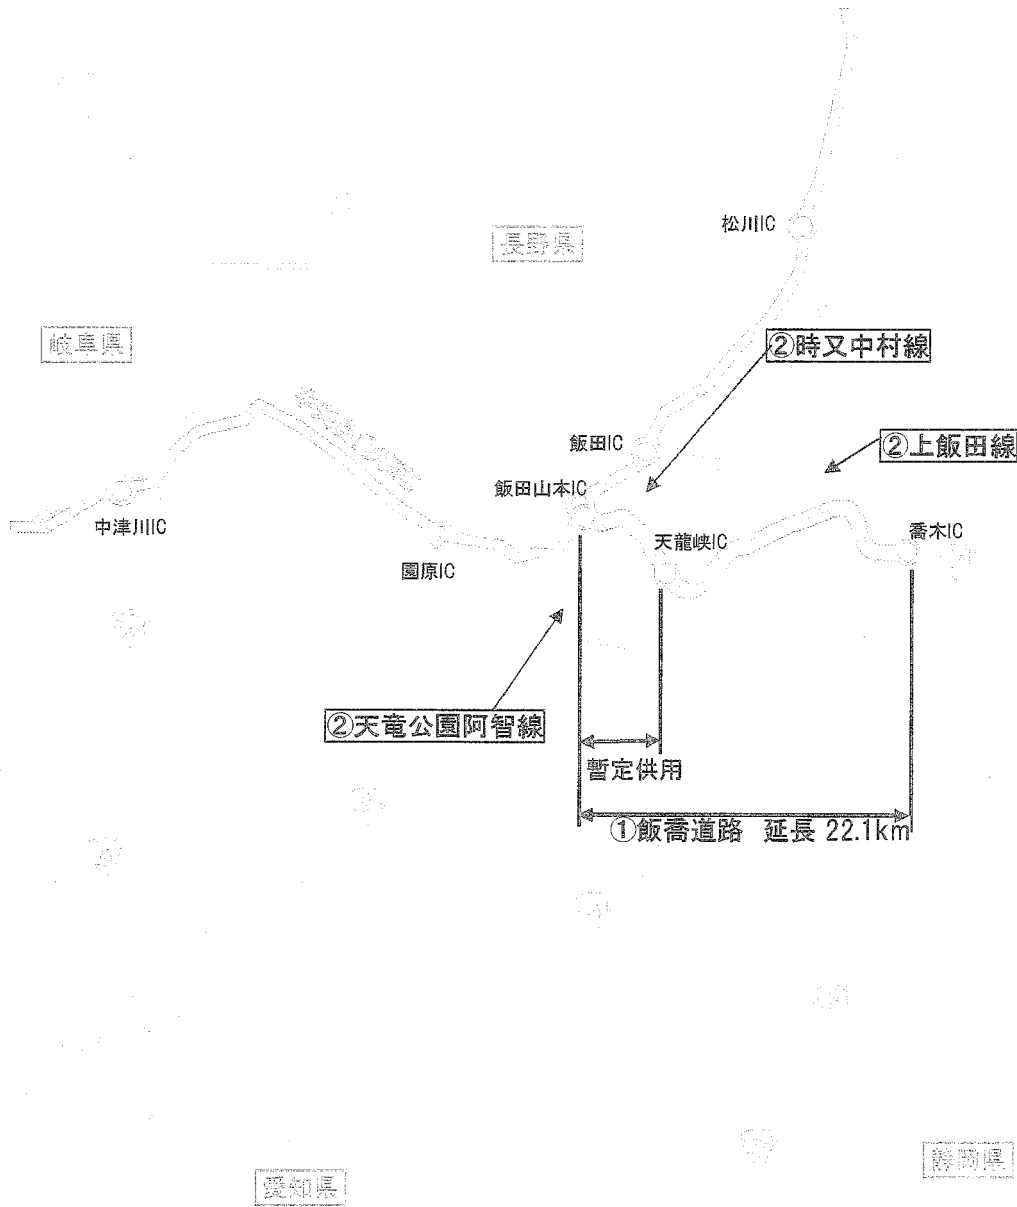 松川IC
長野県
岐阜県
②時又中村線
飯田IC
②上飯田線
飯田山本IC
中津川IC
天龍峡IC
喬木IC
園原IC
②天竜公園阿智線
暫定供用
①飯喬道路 延長 22.1km
静岡県
愛知県